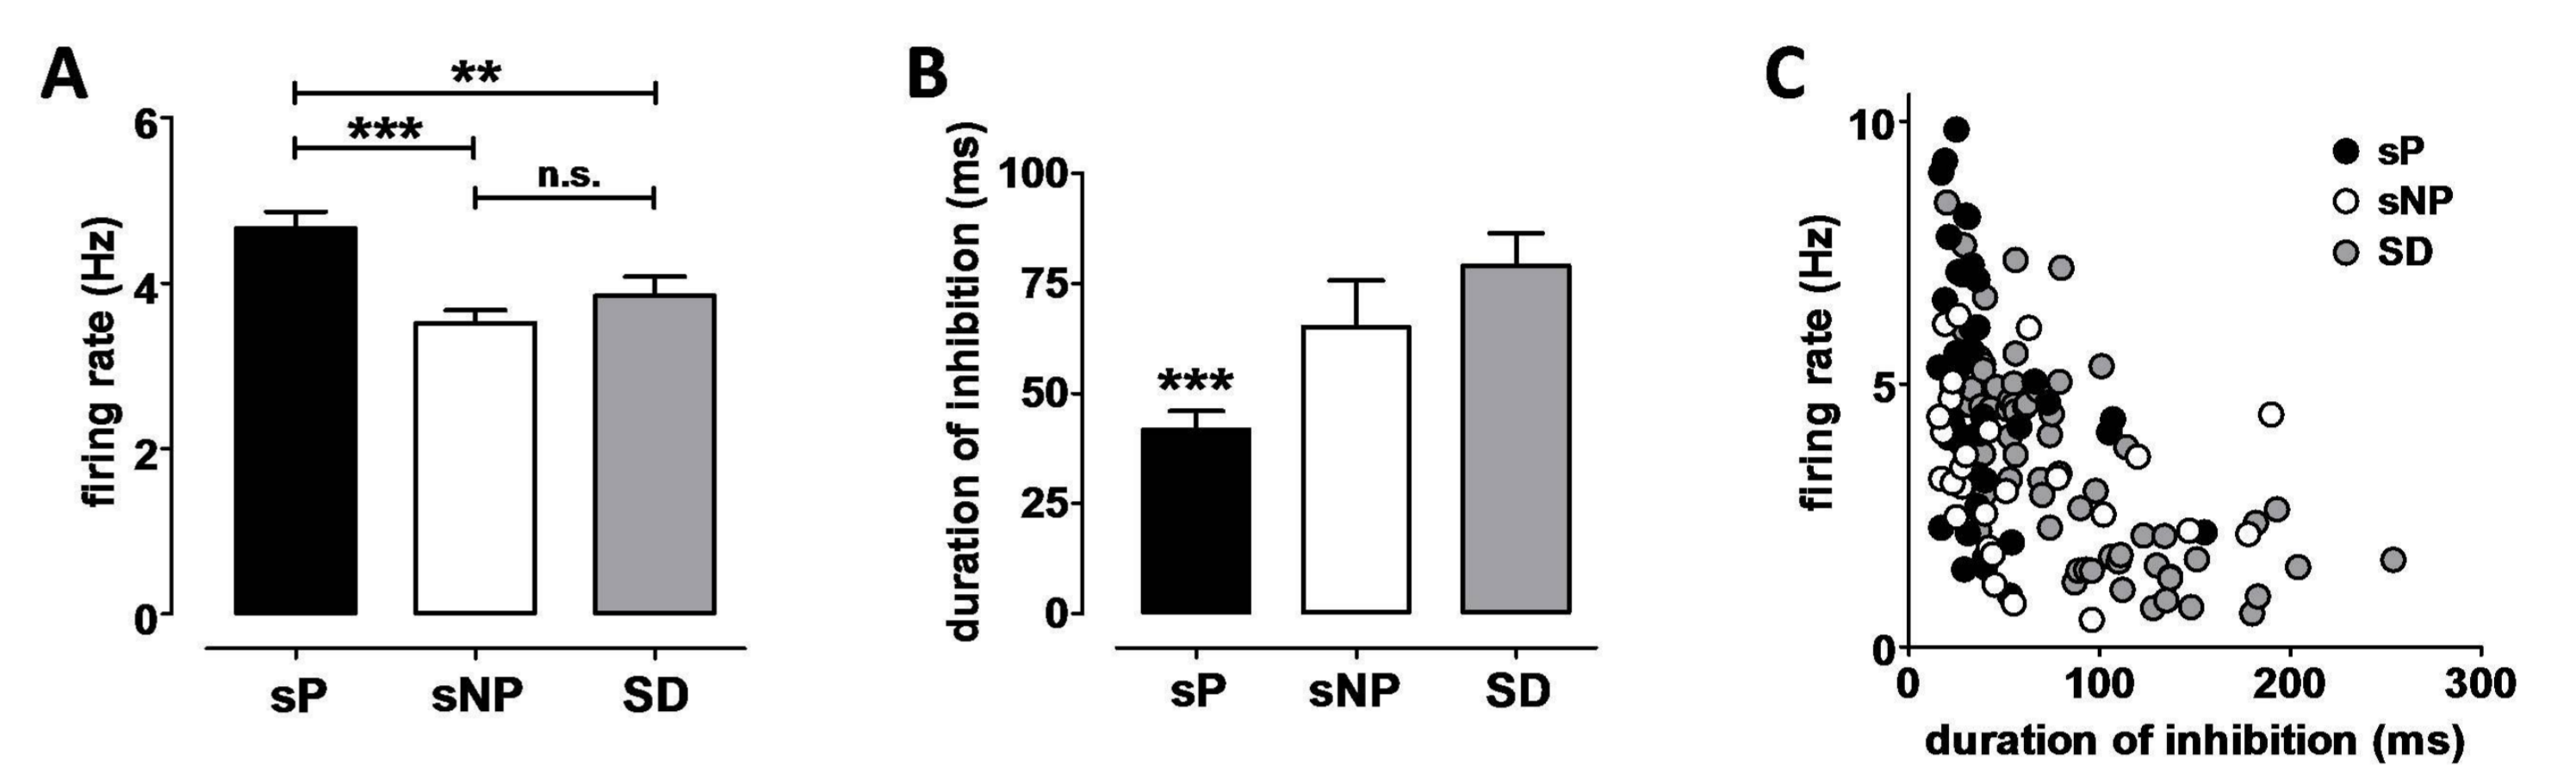 A
**
***
n.s.
firing rate (Hz)
6
4
2
0
sP sNP SD
B
***
duration of inhibition (ms)
100
75
50
25
0
sP sNP SD
C
firing rate (Hz)
10
5
0
sP
sNP
SD
0 100 200 300
duration of inhibition (ms)